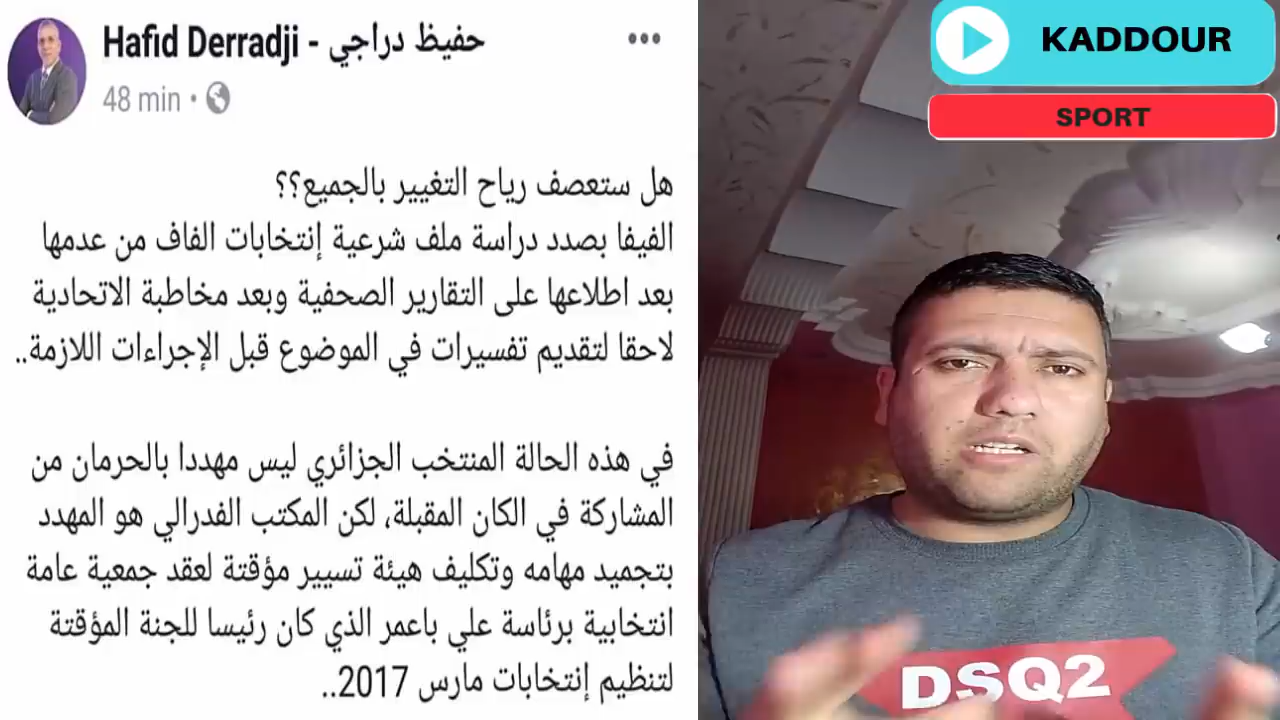 Hafid Derradji - حفيظ دراجي
48 min
هل ستعصف رياح التغيير بالجميع؟؟
الفيفا بصدد دراسة ملف شرعية إنتخابات الفاف من عدمها
بعد اطلاعها على التقارير الصحفية وبعد مخاطبة الاتحادية
لاحقا لتقديم تفسيرات في الموضوع قبل الإجراءات اللازمة..
في هذه الحالة المنتخب الجزائري ليس مهددا بالحرمان من
المشاركة في الكان المقبلة، لكن المكتب الفدرالي هو المهدد
بتجميد مهامه وتكليف هيئة تسيير مؤقتة لعقد جمعية عامة
انتخابية برئاسة علي باعمر الذي كان رئيسا للجنة المؤقتة
لتنظيم إنتخابات مارس 2017..
KADDOUR
SPORT
DSQ2